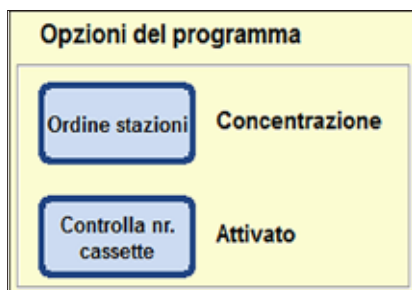 Opzioni del programma
Ordine stazioni
Concentrazione
Controlla nr.
cassette
Attivato